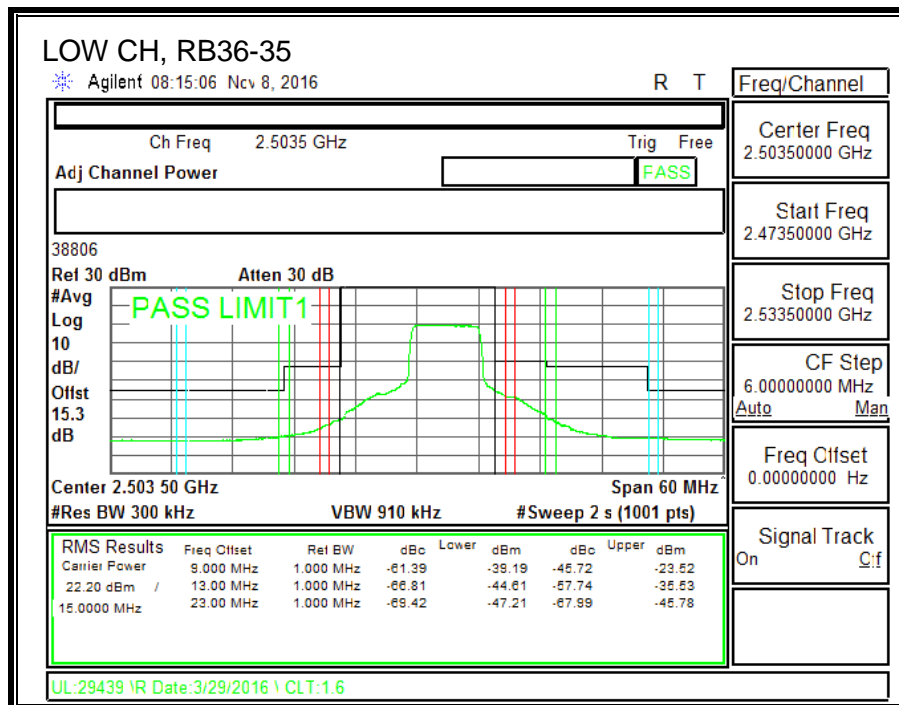 LOW CH, RB36-35
Agilent 08:15:06 Nov 8, 2016 R T
Freq/Channel
Ch Freq 2.5035 GHz Trig Free
Adj Channel Power PASS
Center Freq
2.50350000 GHz
Start Freq
2.47350000 GHz
Stop Freq
2.53350000 GHz
CF Step
6.00000000 MHz
Auto Man
Freq Offset
0.00000000 Hz
Signal Track
On Off
38806
Ref 30 dBm Atten 30 dB
#Avg
Log
10
dB/
Offst
15.3
dB
PASS LIMIT1
Center 2.503 50 GHz Span 60 MHz
#Res BW 300 kHz VBW 910 kHz #Sweep 2 s (1001 pts)
RMS Results Freq Offset Ref BW dBc Lower dBm dBc Upper dBm
Carrier Power 9.000 MHz 1.000 MHz -61.39 -39.19 -45.72 -23.52
22.20 dBm / 13.00 MHz 1.000 MHz -66.81 -44.61 -57.74 -35.53
15.0000 MHz 23.00 MHz 1.000 MHz -69.42 -47.21 -67.99 -45.78
UL:29439 \R Date:3/29/2016 \ CLT:1.6